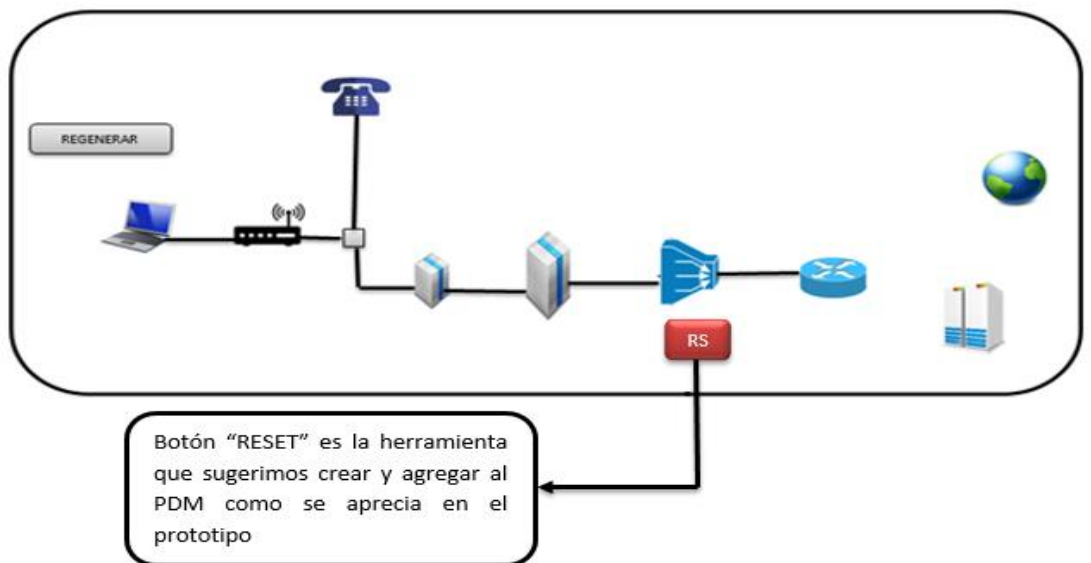 REGENERAR
RS
Botón “RESET” es la herramienta
que sugerimos crear y agregar al
PDM como se aprecia en el
prototipo